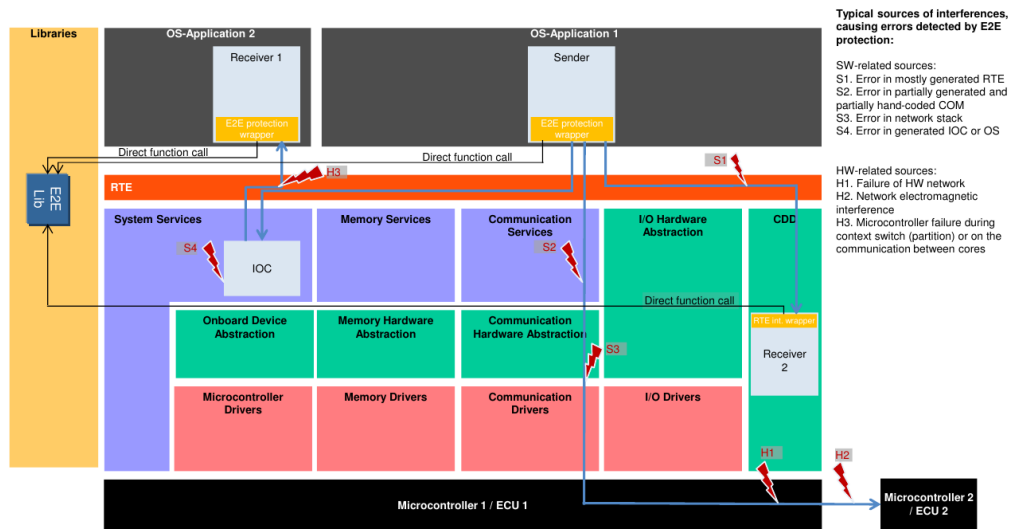 Libraries
OS-Application 2
OS-Application 1
Receiver 1
Sender
E2E protection
wrapper
E2E protection
wrapper
Direct function call
Direct function call
E2E
Lib
RTE
H3
S1
System Services
Memory Services
Communication
Services
I/O Hardware
Abstraction
CDD
S4
IOC
S2
Direct function call
Onboard Device
Abstraction
Memory Hardware
Abstraction
Communication
Hardware Abstraction
S3
RTE int. wrapper
Receiver
2
Microcontroller
Drivers
Memory Drivers
Communication
Drivers
I/O Drivers
H1
H2
Microcontroller 1 / ECU 1
Microcontroller 2
/ ECU 2
Typical sources of interferences,
causing errors detected by E2E
protection:
SW-related sources:
S1. Error in mostly generated RTE
S2. Error in partially generated and
partially hand-coded COM
S3. Error in network stack
S4. Error in generated IOC or OS
HW-related sources:
H1. Failure of HW network
H2. Network electromagnetic
interference
H3. Microcontroller failure during
context switch (partition) or on the
communication between cores